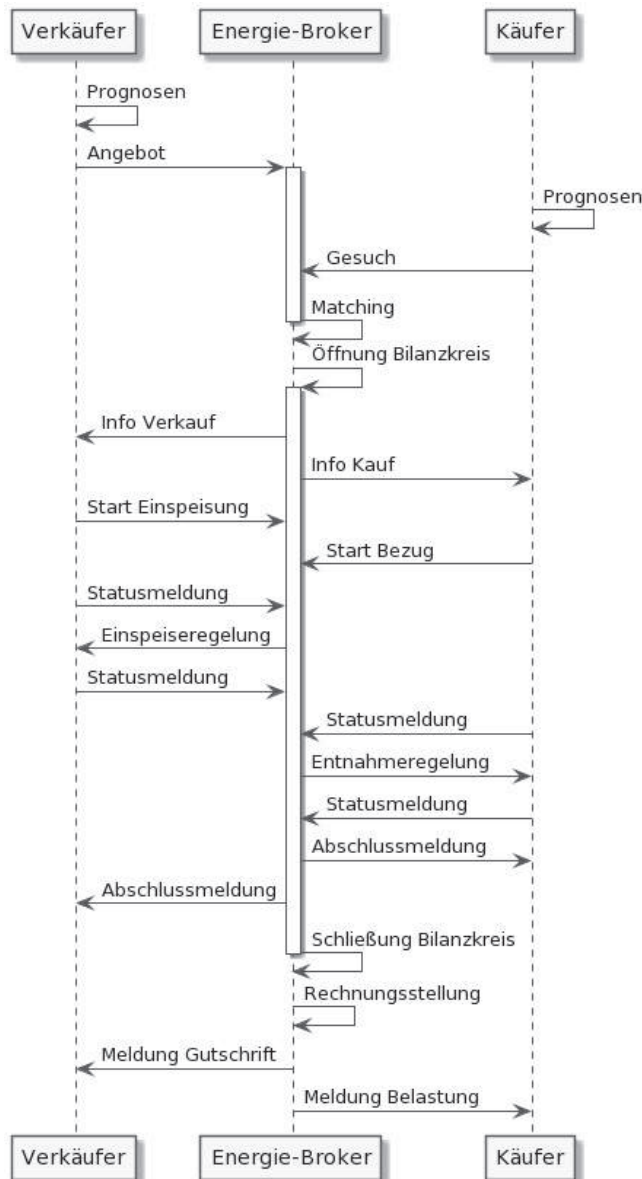 Verkäufer
Energie-Broker
Käufer
Prognosen
Angebot
Prognosen
Gesuch
Matching
Öffnung Bilanzkreis
Info Verkauf
Info Kauf
Start Einspeisung
Start Bezug
Statusmeldung
Einspeiseregelung
Statusmeldung
Statusmeldung
Entnahmeregelung
Statusmeldung
Abschlussmeldung
Abschlussmeldung
Schließung Bilanzkreis
Rechnungsstellung
Meldung Gutschrift
Meldung Belastung
Verkäufer
Energie-Broker
Käufer